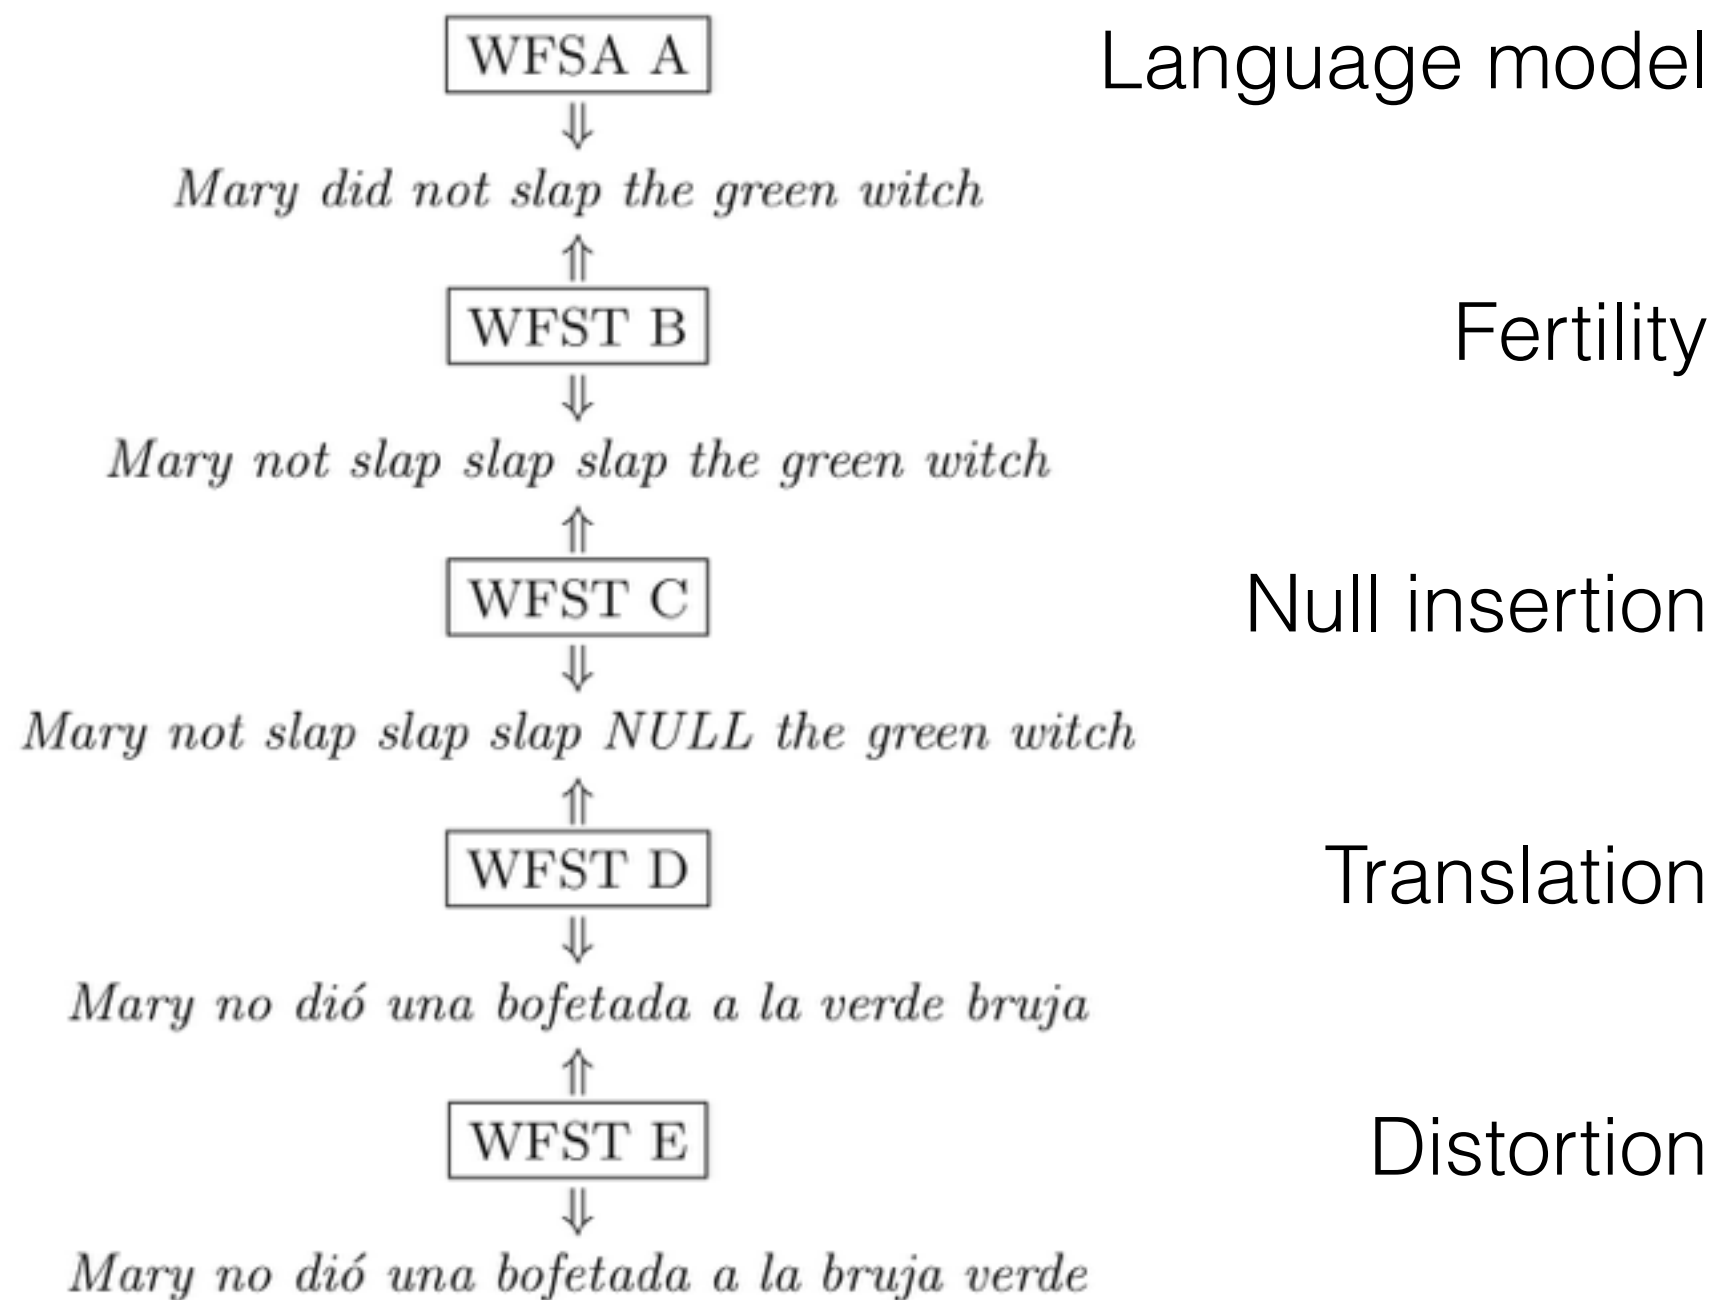 WFSA A
Language model
⇓
Mary did not slap the green witch
⇑
WFST B
Fertility
⇓
Mary not slap slap slap the green witch
⇑
WFST C
Null insertion
⇓
Mary not slap slap slap NULL the green witch
⇑
WFST D
Translation
⇓
Mary no dió una bofetada a la verde bruja
⇑
WFST E
Distortion
⇓
Mary no dió una bofetada a la bruja verde